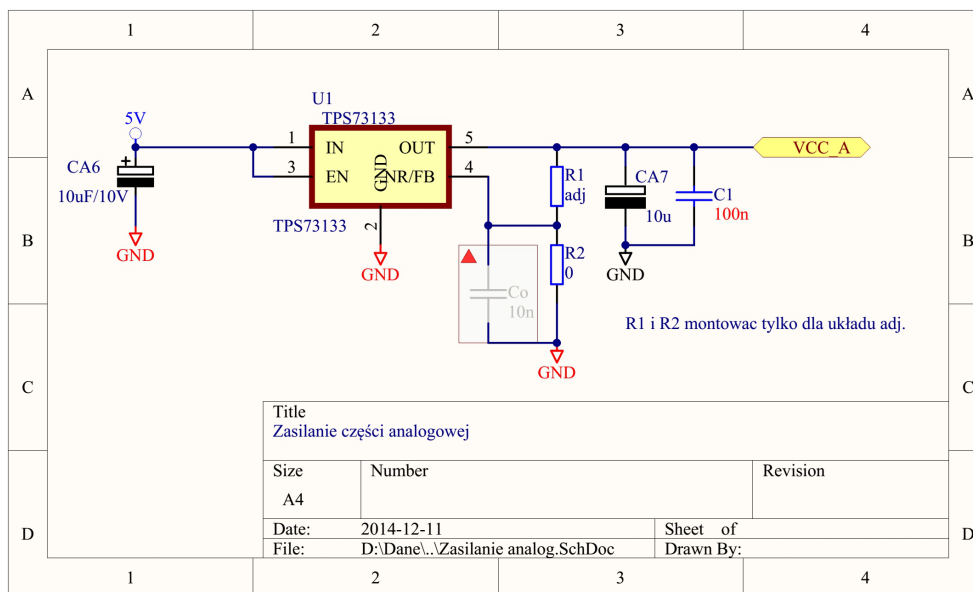 1 2 3 4
A A
U1
TPS73133
5V
1 IN OUT 5
VCC_A
CA6
3 EN GND NR/FB 4
R1
adj
CA7
10u
C1
100n
10uF/10V
TPS73133
2
B B
GND
GND
R2
0
GND
Co
10n
R1 i R2 montowac tylko dla układu adj.
GND
C C
Title
Zasilanie części analogowej
Size Number Revision
A4
D D
Date: 2014-12-11 Sheet of
File: D:\Dane\..\Zasilanie analog.SchDoc Drawn By:
1 2 3 4